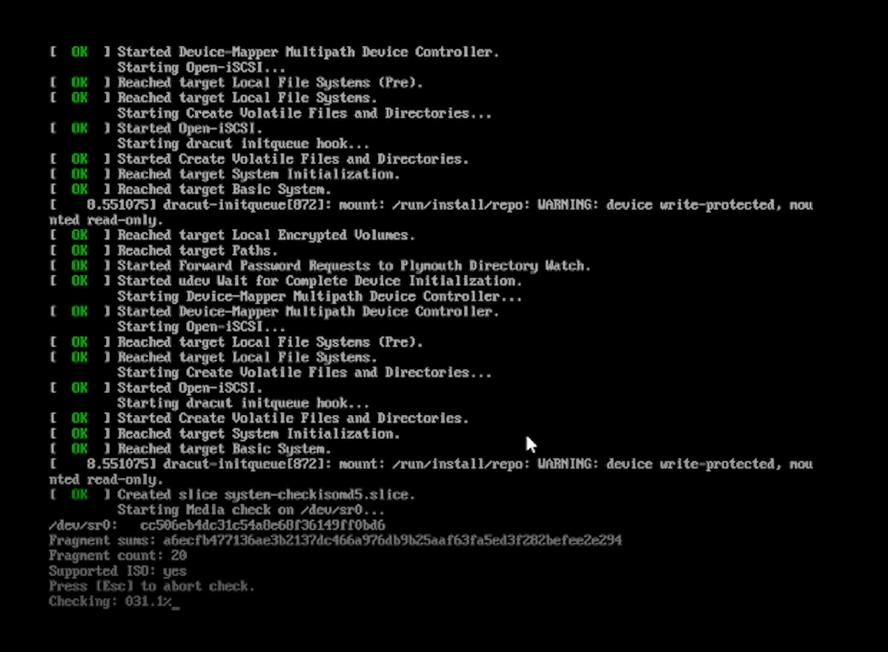 [  OK  ] Started Device-Mapper Multipath Device Controller.
         Starting Open-iSCSI...
[  OK  ] Reached target Local File Systems (Pre).
[  OK  ] Reached target Local File Systems.
         Starting Create Volatile Files and Directories...
[  OK  ] Started Open-iSCSI.
         Starting dracut initqueue hook...
[  OK  ] Started Create Volatile Files and Directories.
[  OK  ] Reached target System Initialization.
[  OK  ] Reached target Basic System.
[    8.551075] dracut-initqueue[872]: mount: /run/install/repo: WARNING: device write-protected, mou
nted read-only.
[  OK  ] Reached target Local Encrypted Volumes.
[  OK  ] Reached target Paths.
[  OK  ] Started Forward Password Requests to Plymouth Directory Watch.
[  OK  ] Started udev Wait for Complete Device Initialization.
         Starting Device-Mapper Multipath Device Controller...
[  OK  ] Started Device-Mapper Multipath Device Controller.
         Starting Open-iSCSI...
[  OK  ] Reached target Local File Systems (Pre).
[  OK  ] Reached target Local File Systems.
         Starting Create Volatile Files and Directories...
[  OK  ] Started Open-iSCSI.
         Starting dracut initqueue hook...
[  OK  ] Started Create Volatile Files and Directories.
[  OK  ] Reached target System Initialization.
[  OK  ] Reached target Basic System.
[    8.551075] dracut-initqueue[872]: mount: /run/install/repo: WARNING: device write-protected, mou
nted read-only.
[  OK  ] Created slice system-checkisomd5.slice.
         Starting Media check on /dev/sr0...
/dev/sr0:   cc506eb4dc31c54a8e68f36149ff0bd6
Fragment sums: a6ecfb477136ae3b2137dc466a976db9b25aaf63fa5ed3f282befee2e294
Fragment count: 20
Supported ISO: yes
Press [Esc] to abort check.
Checking: 031.1%_